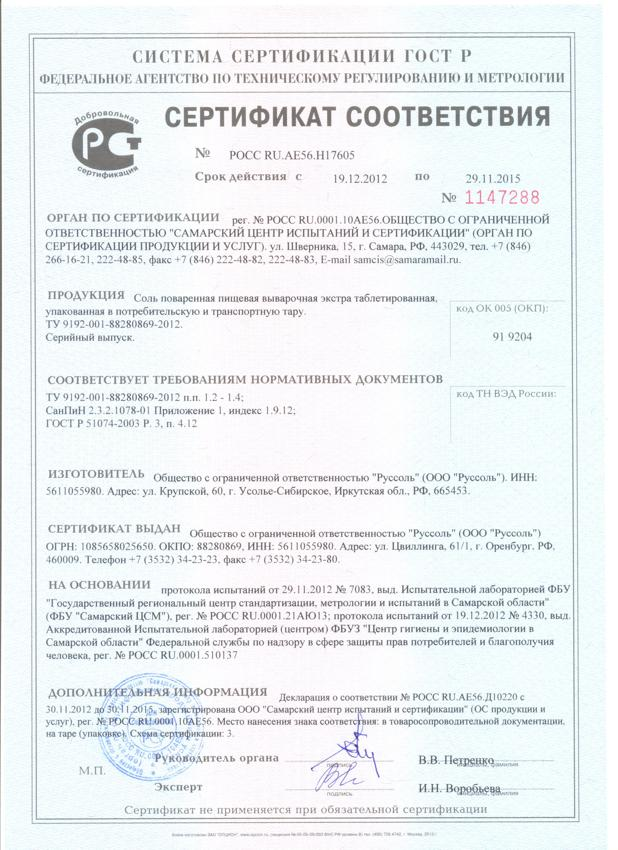 СИСТЕМА СЕРТИФИКАЦИИ ГОСТ Р
ФЕДЕРАЛЬНОЕ АГЕНТСТВО ПО ТЕХНИЧЕСКОМУ РЕГУЛИРОВАНИЮ И МЕТРОЛОГИИ
Добровольная
РСТ
сертификация
СЕРТИФИКАТ СООТВЕТСТВИЯ
№ РОСС RU.АЕ56.Н17605
Срок действия с 19.12.2012 по 29.11.2015
№ 1147288
ОРГАН ПО СЕРТИФИКАЦИИ рег. № РОСС RU.0001.10АЕ56.ОБЩЕСТВО С ОГРАНИЧЕННОЙ
ОТВЕТСТВЕННОСТЬЮ "САМАРСКИЙ ЦЕНТР ИСПЫТАНИЙ И СЕРТИФИКАЦИИ" (ОРГАН ПО
СЕРТИФИКАЦИИ ПРОДУКЦИИ И УСЛУГ). ул. Шверника, 15, г. Самара, РФ, 443029, тел. +7 (846)
266-16-21, 222-48-85, факс +7 (846) 222-48-82, 222-48-83, E-mail samcis@samaramail.ru.
ПРОДУКЦИЯ Соль поваренная пищевая выварочная экстра таблетированная,
упакованная в потребительскую и транспортную тару.
ТУ 9192-001-88280869-2012.
Серийный выпуск.
код ОК 005 (ОКП):
91 9204
СООТВЕТСТВУЕТ ТРЕБОВАНИЯМ НОРМАТИВНЫХ ДОКУМЕНТОВ
ТУ 9192-001-88280869-2012 п.п. 1.2 - 1.4;
СанПиН 2.3.2.1078-01 Приложение 1, индекс 1.9.12;
ГОСТ Р 51074-2003 Р. 3, п. 4.12
код ТН ВЭД России:
ИЗГОТОВИТЕЛЬ Общество с ограниченной ответственностью "Руссоль" (ООО "Руссоль"). ИНН:
5611055980. Адрес: ул. Крупской, 60, г. Усолье-Сибирское, Иркутская обл., РФ, 665453.
СЕРТИФИКАТ ВЫДАН Общество с ограниченной ответственностью "Руссоль" (ООО "Руссоль")
ОГРН: 1085658025650. ОКПО: 88280869, ИНН: 5611055980. Адрес: ул. Цвиллинга, 61/1, г. Оренбург. РФ,
460009. Телефон +7 (3532) 34-23-23, факс +7 (3532) 34-23-80.
НА ОСНОВАНИИ протокола испытаний от 29.11.2012 № 7083, выд. Испытательной лабораторией ФБУ
"Государственный региональный центр стандартизации, метрологии и испытаний в Самарской области"
(ФБУ "Самарский ЦСМ"), рег. № РОСС RU.0001.21АЮ13; протокола испытаний от 19.12.2012 № 4330, выд.
Аккредитованной Испытательной лабораторией (центром) ФБУЗ "Центр гигиены и эпидемиологии в
Самарской области" Федеральной службы по надзору в сфере защиты прав потребителей и благополучия
человека, рег. № РОСС RU.0001.510137
ДОПОЛНИТЕЛЬНАЯ ИНФОРМАЦИЯ Декларация о соответствии № РОСС RU.АЕ56.Д10220 с
30.11.2012 до 30.11.2015, зарегистрирована ООО "Самарский центр испытаний и сертификации" (ОС продукции и
услуг), рег. № РОСС RU.0001.10АЕ56. Место нанесения знака соответствия: в товаросопроводительной документации,
на таре (упаковке). Схема сертификации: 3.
Руководитель органа
подпись
В.В. Петренко
инициалы, фамилия
М.П.
Эксперт
подпись
И.Н. Воробьева
инициалы, фамилия
Сертификат не применяется при обязательной сертификации